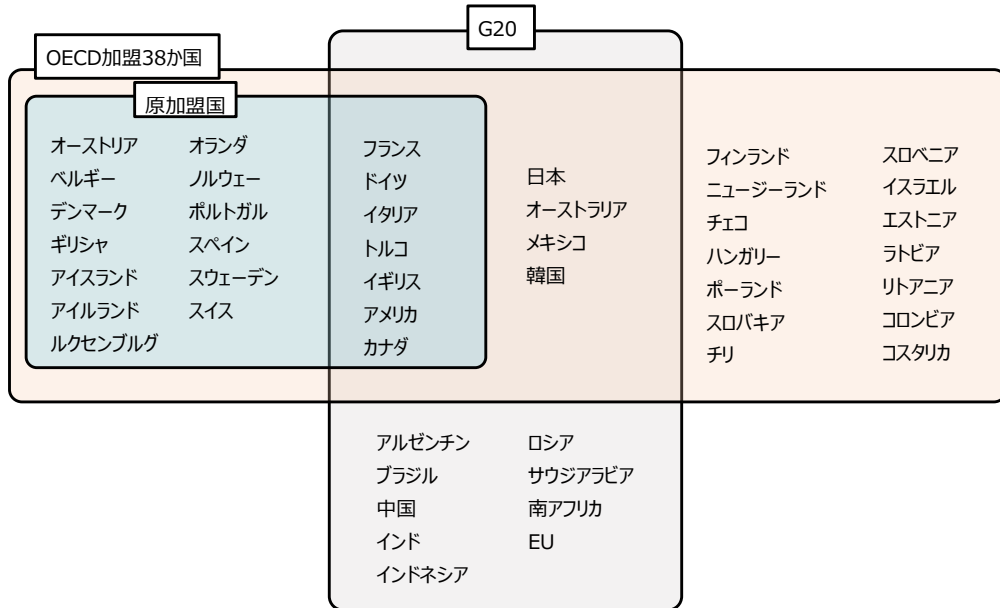 G20
OECD加盟38か国
原加盟国
オーストリア
ベルギー
デンマーク
ギリシャ
アイスランド
アイルランド
ルクセンブルグ
オランダ
ノルウェー
ポルトガル
スペイン
スウェーデン
スイス
フランス
ドイツ
イタリア
トルコ
イギリス
アメリカ
カナダ
日本
オーストラリア
メキシコ
韓国
フィンランド
ニュージーランド
チェコ
ハンガリー
ポーランド
スロバキア
チリ
スロベニア
イスラエル
エストニア
ラトビア
リトアニア
コロンビア
コスタリカ
アルゼンチン
ブラジル
中国
インド
インドネシア
ロシア
サウジアラビア
南アフリカ
EU